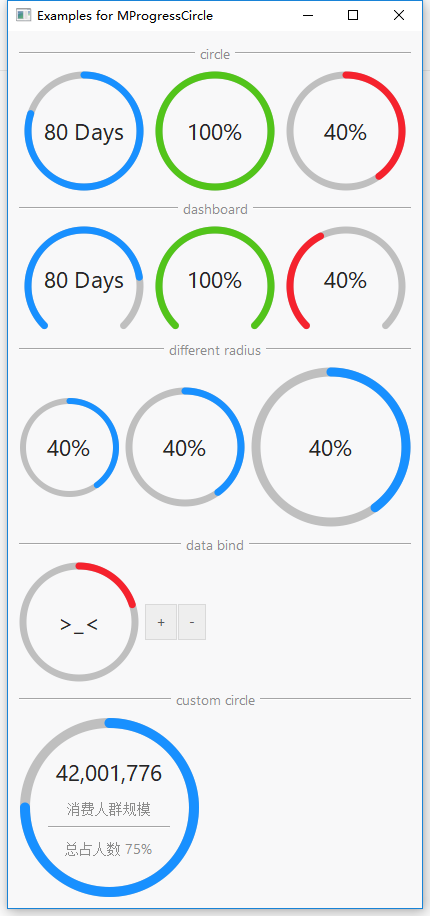 Examples for MProgressCircle
circle
80 Days 100% 40%
dashboard
80 Days 100% 40%
different radius
40% 40% 40%
data bind
>_< + -
custom circle
42,001,776
消费人群规模
总占人数 75%